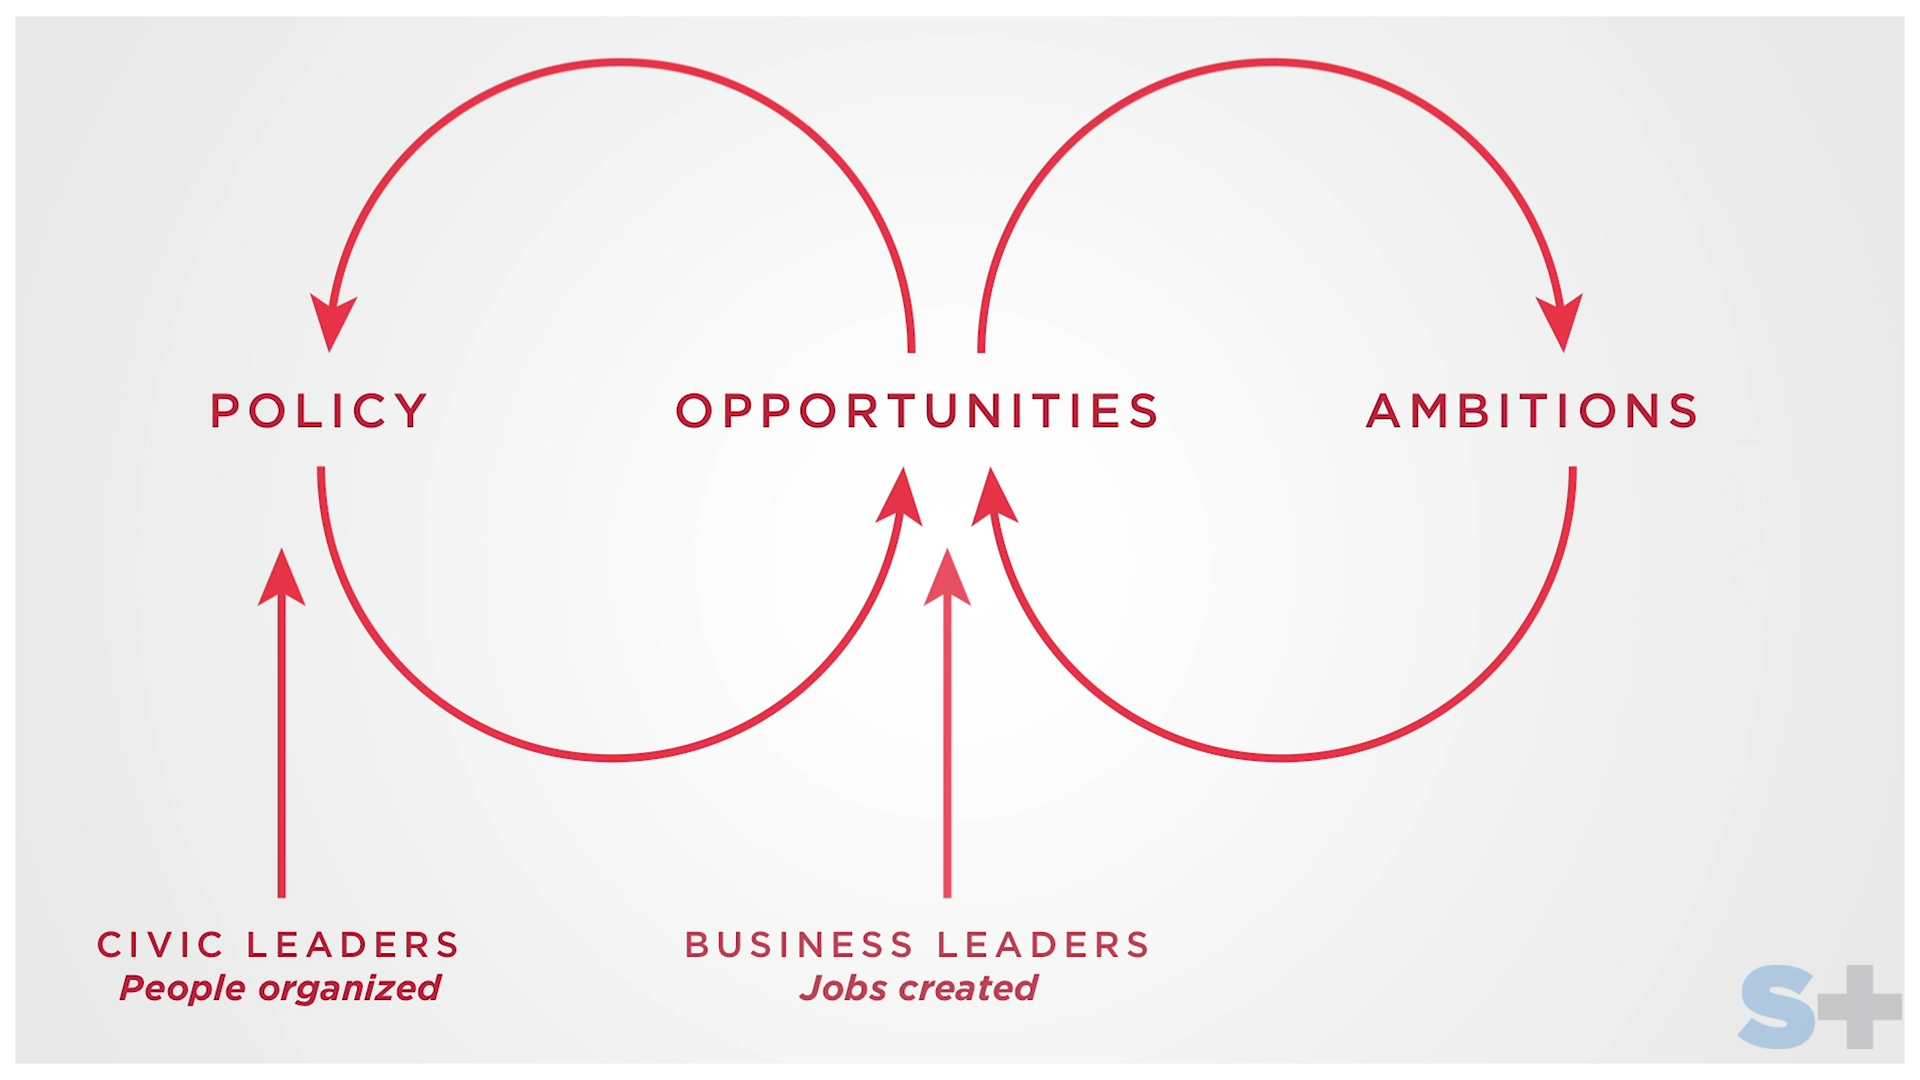 POLICY OPPORTUNITIES AMBITIONS
CIVIC LEADERS
People organized
BUSINESS LEADERS
Jobs created
S+